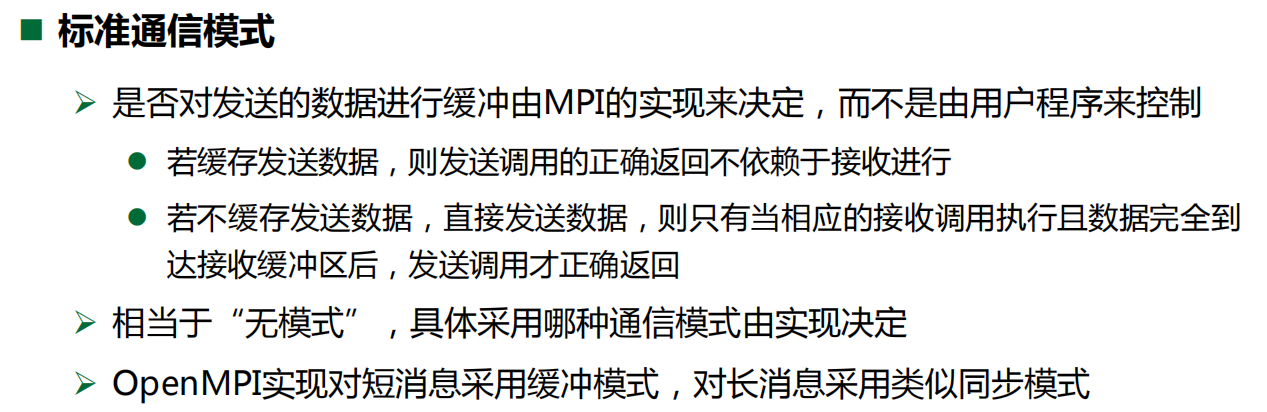 标准通信模式
是否对发送的数据进行缓冲由MPI的实现来决定，而不是由用户程序来控制
若缓存发送数据，则发送调用的正确返回不依赖于接收进行
若不缓存发送数据，直接发送数据，则只有当相应的接收调用执行且数据完全到
达接收缓冲区后，发送调用才正确返回
相当于“无模式”，具体采用哪种通信模式由实现决定
OpenMPI实现对短消息采用缓冲模式，对长消息采用类似同步模式